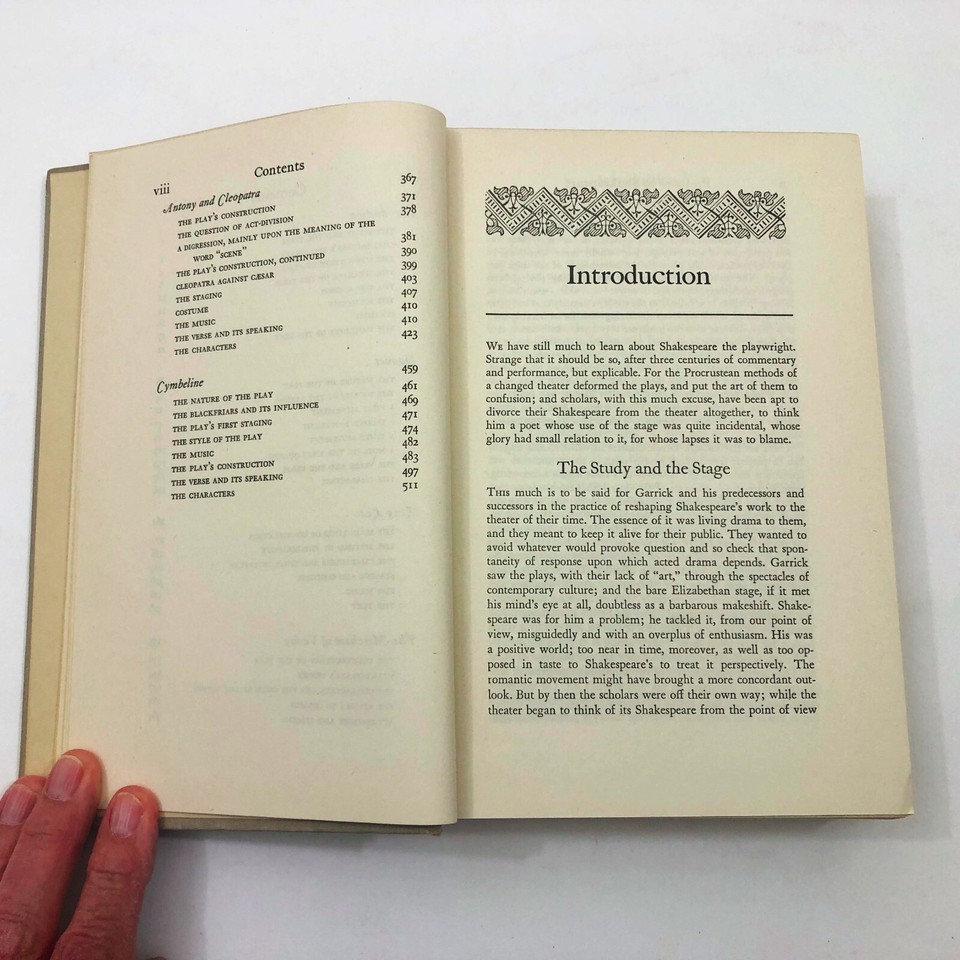 viii Contents
Antony and Cleopatra 367
THE PLAY'S CONSTRUCTION 371
THE QUESTION OF ACT-DIVISION 378
A DIGRESSION, MAINLY UPON THE MEANING OF THE
WORD "SCENE" 381
THE PLAY'S CONSTRUCTION, CONTINUED 390
CLEOPATRA AGAINST CÆSAR 399
THE STAGING 403
COSTUME 407
THE MUSIC 410
THE VERSE AND ITS SPEAKING 410
THE CHARACTERS 423
Cymbeline 459
THE NATURE OF THE PLAY 461
THE BLACKFRIARS AND ITS INFLUENCE 469
THE PLAY'S FIRST STAGING 471
THE STYLE OF THE PLAY 474
THE MUSIC 482
THE PLAY'S CONSTRUCTION 483
THE VERSE AND ITS SPEAKING 497
THE CHARACTERS 511
Introduction
WE have still much to learn about Shakespeare the playwright.
Strange that it should be so, after three centuries of commentary
and performance, but explicable. For the Procrustean methods of
a changed theater deformed the plays, and put the art of them to
confusion; and scholars, with this much excuse, have been apt to
divorce their Shakespeare from the theater altogether, to think
him a poet whose use of the stage was quite incidental, whose
glory had small relation to it, for whose lapses it was to blame.
The Study and the Stage
THIS much is to be said for Garrick and his predecessors and
successors in the practice of reshaping Shakespeare's work to the
theater of their time. The essence of it was living drama to them,
and they meant to keep it alive for their public. They wanted to
avoid whatever would provoke question and so check that spon-
taneity of response upon which acted drama depends. Garrick
saw the plays, with their lack of "art," through the spectacles of
contemporary culture; and the bare Elizabethan stage, if it met
his mind's eye at all, doubtless as a barbarous makeshift. Shake-
speare was for him a problem; he tackled it, from our point of
view, misguidedly and with an overplus of enthusiasm. His was
a positive world; too near in time, moreover, as well as too op-
posed in taste to Shakespeare's to treat it perspectively. The
romantic movement might have brought a more concordant out-
look. But by then the scholars were off their own way; while the
theater began to think of its Shakespeare from the point of view